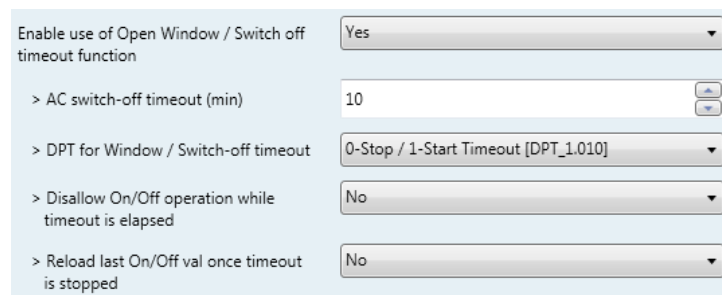 Enable use of Open Window / Switch off
timeout function
Yes
> AC switch-off timeout (min)
10
> DPT for Window / Switch-off timeout
0-Stop / 1-Start Timeout [DPT_1.010]
> Disallow On/Off operation while
timeout is elapsed
No
> Reload last On/Off val once timeout
is stopped
No